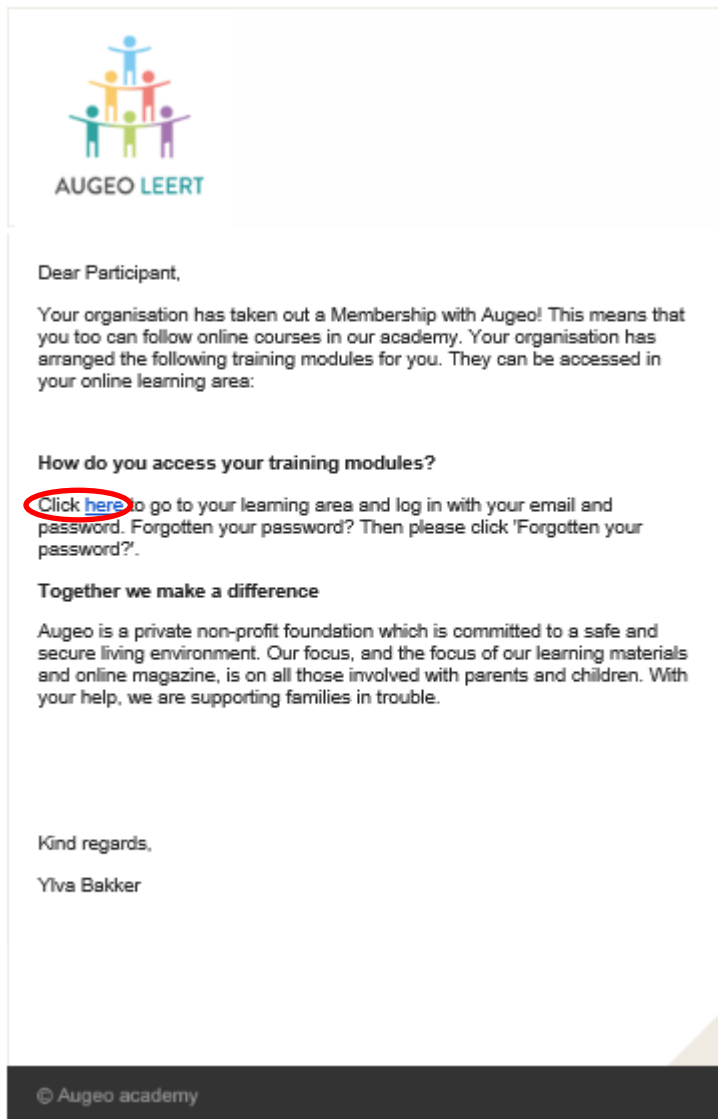 AUGEO LEERT
Dear Participant,
Your organisation has taken out a Membership with Augeo! This means that
you too can follow online courses in our academy. Your organisation has
arranged the following training modules for you. They can be accessed in
your online learning area:
How do you access your training modules?
Click here to go to your learning area and log in with your email and
password. Forgotten your password? Then please click 'Forgotten your
password?'.
Together we make a difference
Augeo is a private non-profit foundation which is committed to a safe and
secure living environment. Our focus, and the focus of our learning materials
and online magazine, is on all those involved with parents and children. With
your help, we are supporting families in trouble.
Kind regards,
Ylva Bakker
© Augeo academy